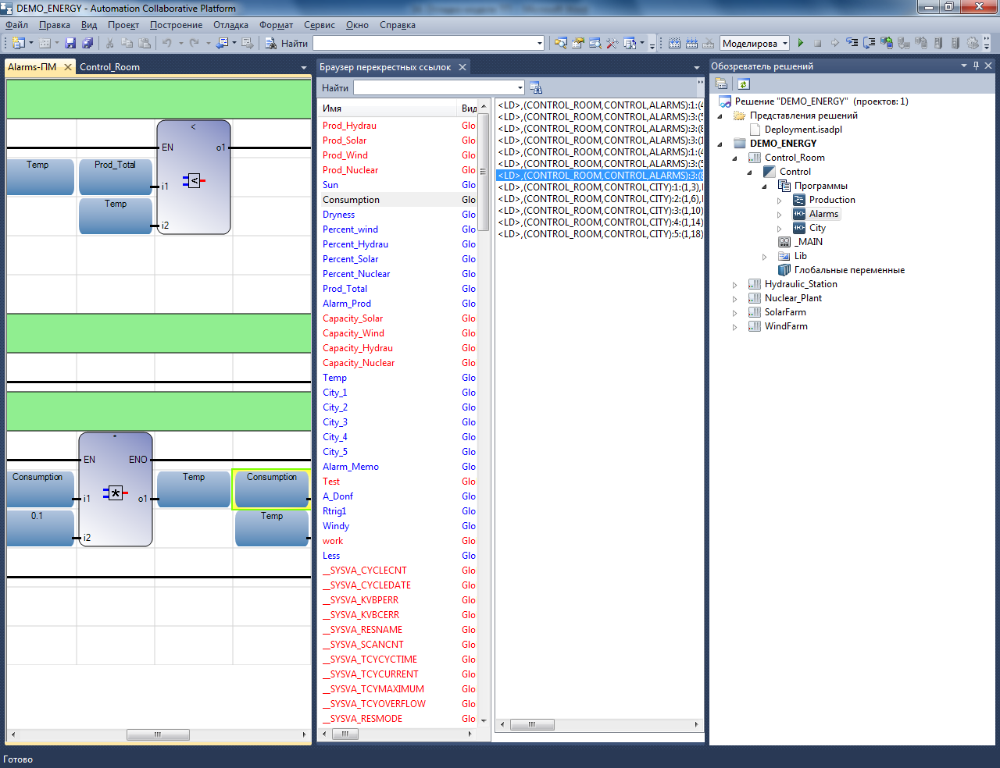 DEMO_ENERGY - Automation Collaborative Platform
Файл Правка Вид Проект Построение Отладка Формат Сервис Окно Справка
Найти
Моделирова
Alarms-ПМ
Control_Room
<
EN
o1
Temp
Prod_Total
i1
<
Temp
i2
EN
ENO
Consumption
i1
*
o1
Temp
Consumption
0.1
i2
Temp
Браузер перекрестных ссылок
Найти
Имя Вид
Prod_Hydrau Glo
Prod_Solar Glo
Prod_Wind Glo
Prod_Nuclear Glo
Sun Glo
Consumption Glo
Dryness Glo
Percent_wind Glo
Percent_Hydrau Glo
Percent_Solar Glo
Percent_Nuclear Glo
Prod_Total Glo
Alarm_Prod Glo
Capacity_Solar Glo
Capacity_Wind Glo
Capacity_Hydrau Glo
Capacity_Nuclear Glo
Temp Glo
City_1 Glo
City_2 Glo
City_3 Glo
City_4 Glo
City_5 Glo
Alarm_Memo Glo
Test Glo
A_Donf Glo
Rtrig1 Glo
Windy Glo
work Glo
Less Glo
__SYSVA_CYCLECNT Glo
__SYSVA_CYCLEDATE Glo
__SYSVA_KVBPERR Glo
__SYSVA_KVBCERR Glo
__SYSVA_RESNAME Glo
__SYSVA_SCANCNT Glo
__SYSVA_TCYCYCTIME Glo
__SYSVA_TCYCURRENT Glo
__SYSVA_TCYMAXIMUM Glo
__SYSVA_TCYOVERFLOW Glo
__SYSVA_RESMODE Glo
<LD>,(CONTROL_ROOM,CONTROL,ALARMS):1:(4
<LD>,(CONTROL_ROOM,CONTROL,ALARMS):3:(5
<LD>,(CONTROL_ROOM,CONTROL,ALARMS):3:(8
<LD>,(CONTROL_ROOM,CONTROL,ALARMS):3:(1
<LD>,(CONTROL_ROOM,CONTROL,ALARMS):1:(4
<LD>,(CONTROL_ROOM,CONTROL,ALARMS):3:(5
<LD>,(CONTROL_ROOM,CONTROL,ALARMS):3:(8
<LD>,(CONTROL_ROOM,CONTROL,CITY):1:(1,3),
<LD>,(CONTROL_ROOM,CONTROL,CITY):2:(1,6),
<LD>,(CONTROL_ROOM,CONTROL,CITY):3:(1,10)
<LD>,(CONTROL_ROOM,CONTROL,CITY):4:(1,14)
<LD>,(CONTROL_ROOM,CONTROL,CITY):5:(1,18)
Обозреватель решений
Решение "DEMO_ENERGY" (проектов: 1)
Представления решений
Deployment.isadpl
DEMO_ENERGY
Control_Room
Control
Программы
Production
Alarms
City
_MAIN
Lib
Глобальные переменные
Hydraulic_Station
Nuclear_Plant
SolarFarm
WindFarm
Готово